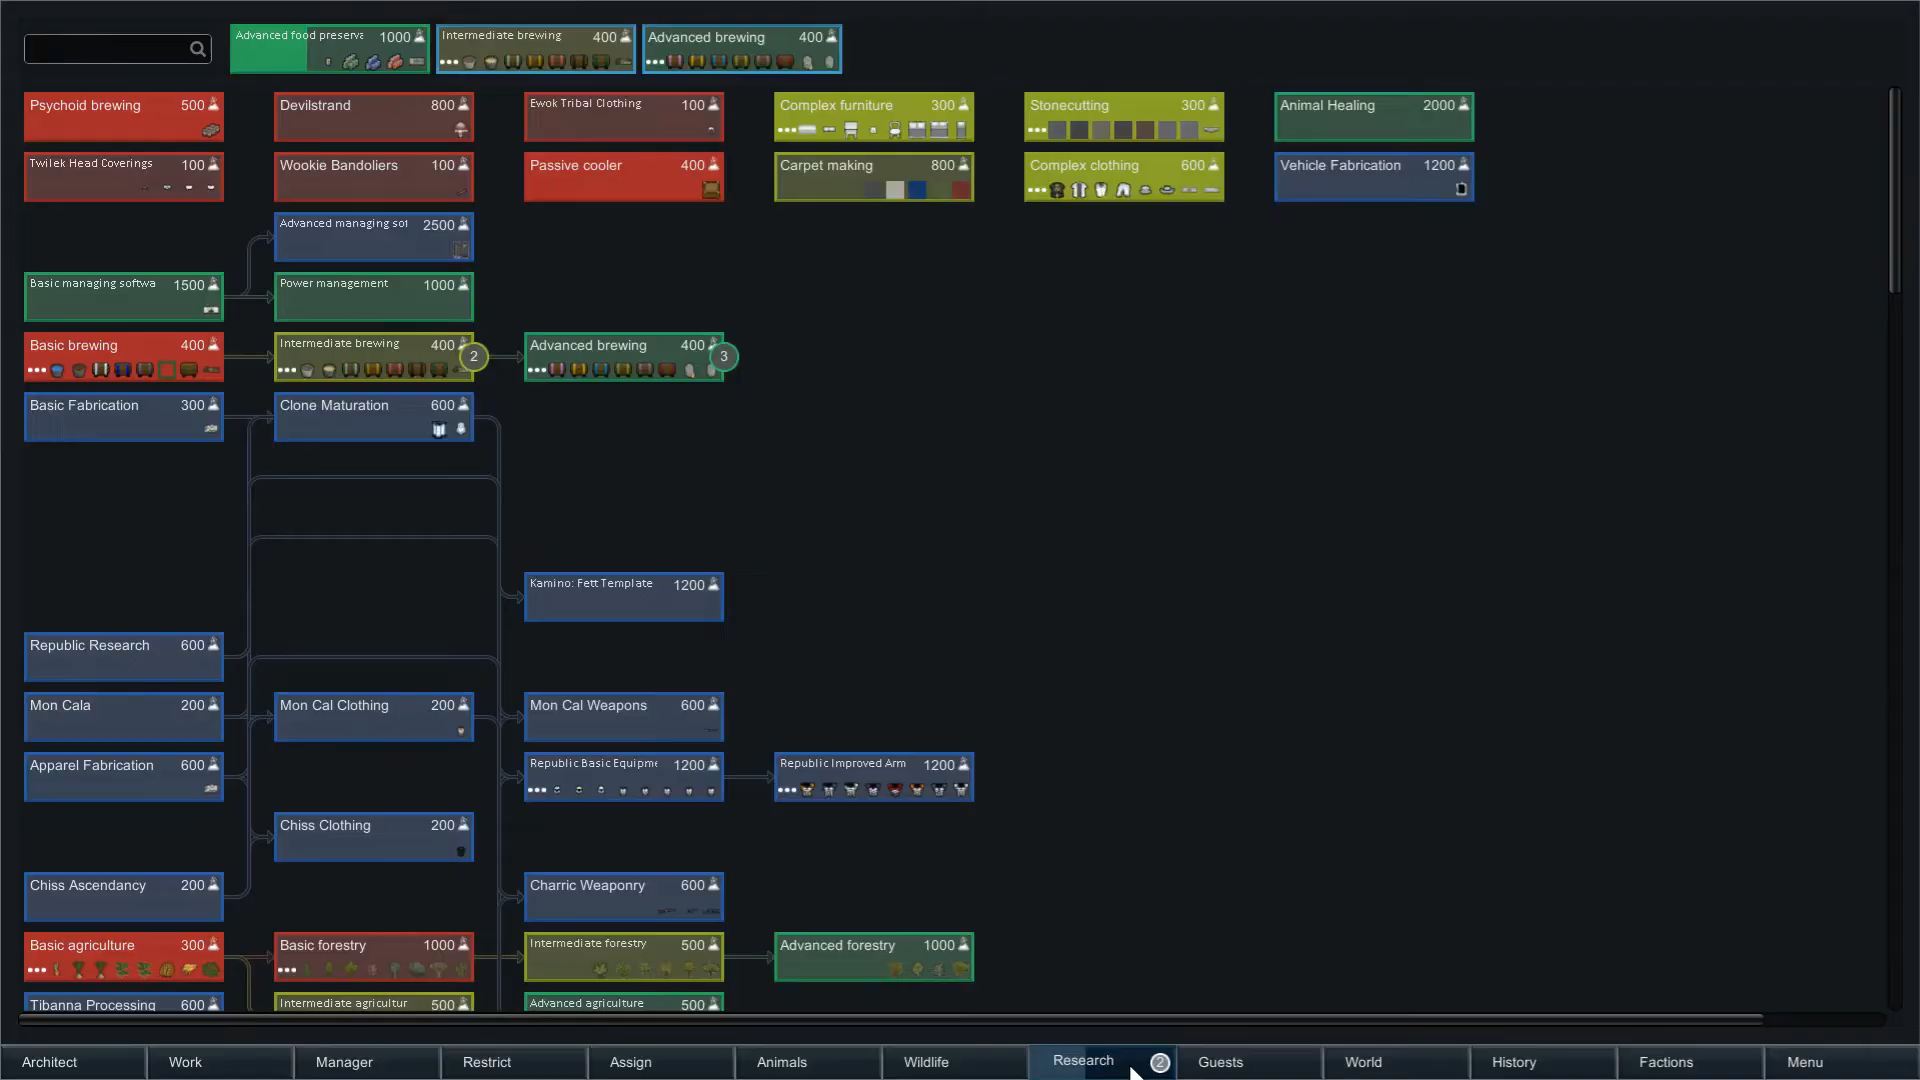 Advanced food preserva 1000
Intermediate brewing 400
Advanced brewing 400
Psychoid brewing 500
Devilstrand 800
Ewok Tribal Clothing 100
Complex furniture 300
Stonecutting 300
Animal Healing 2000
Twilek Head Coverings 100
Wookie Bandoliers 100
Passive cooler 400
Carpet making 800
Complex clothing 600
Vehicle Fabrication 1200
Advanced managing sof 2500
Basic managing softwa 1500
Power management 1000
Basic brewing 400
Intermediate brewing 400
2
Advanced brewing 400
3
Basic Fabrication 300
Clone Maturation 600
Kamino: Fett Template 1200
Republic Research 600
Mon Cala 200
Mon Cal Clothing 200
Mon Cal Weapons 600
Apparel Fabrication 600
Republic Basic Equipme 1200
Republic Improved Arm 1200
Chiss Clothing 200
Chiss Ascendancy 200
Charric Weaponry 600
Basic agriculture 300
Basic forestry 1000
Intermediate forestry 500
Advanced forestry 1000
Tibanna Processing 600
Intermediate agricultur 500
Advanced agriculture 500
Architect
Work
Manager
Restrict
Assign
Animals
Wildlife
Research 2
Guests
World
History
Factions
Menu